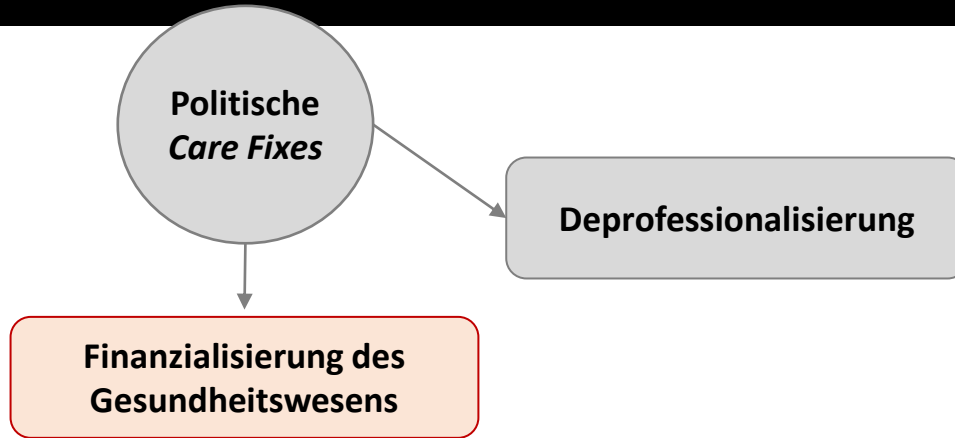 Politische
Care Fixes
Deprofessionalisierung
Finanzialisierung des
Gesundheitswesens